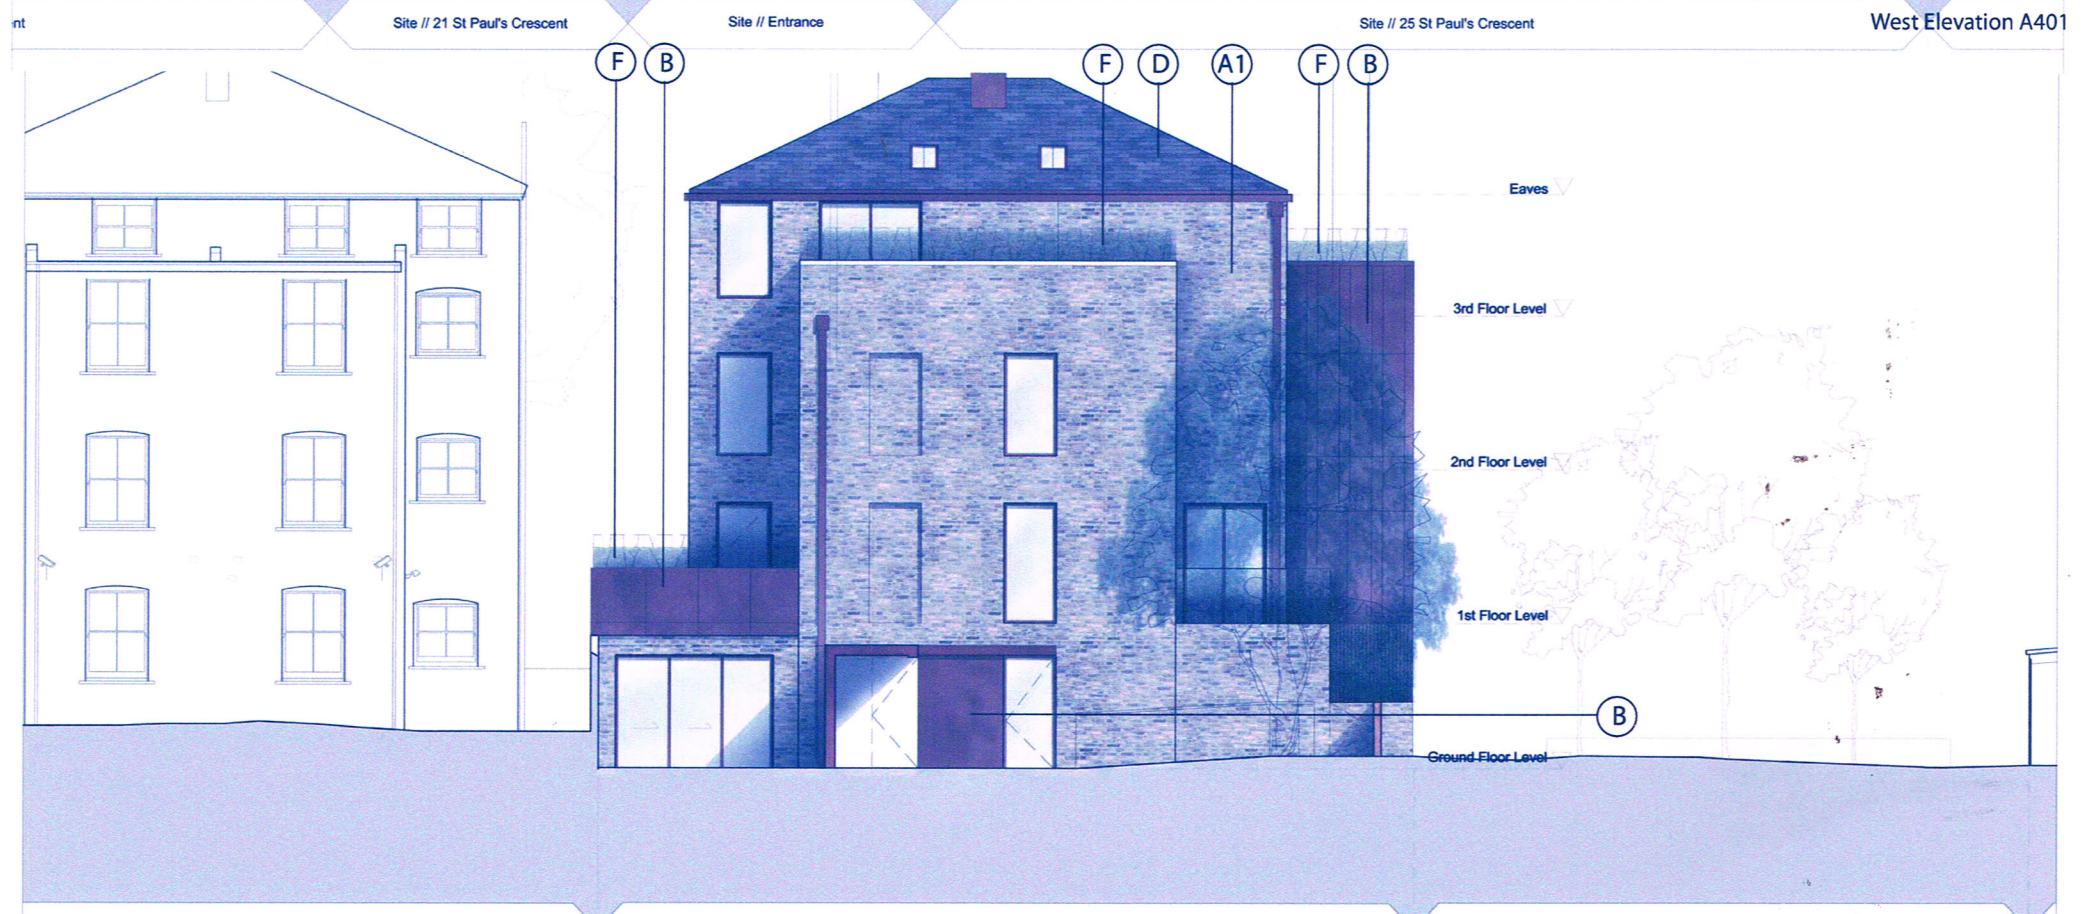 nt
Site // 21 St Paul's Crescent
Site // Entrance
Site // 25 St Paul's Crescent
West Elevation A401
F
B
F
D
A1
F
B
Eaves
3rd Floor Level
2nd Floor Level
1st Floor Level
B
Ground Floor Level